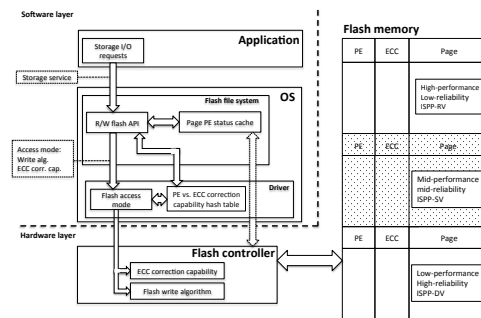 Software layer
Application
Storage I/O
requests
Storage service
OS
Flash file system
R/W flash API
Page PE status cache
Access mode:
Write alg.
ECC corr. cap.
Driver
Flash access
mode
PE vs. ECC correction
capability hash table
Hardware layer
Flash controller
ECC correction capability
Flash write algorithm
Flash memory
PE ECC Page
High-performance
Low-reliability
ISPP-RV
PE ECC Page
Mid-performance
mid-reliability
ISPP-SV
PE ECC Page
Low-performance
High-reliability
ISPP-DV